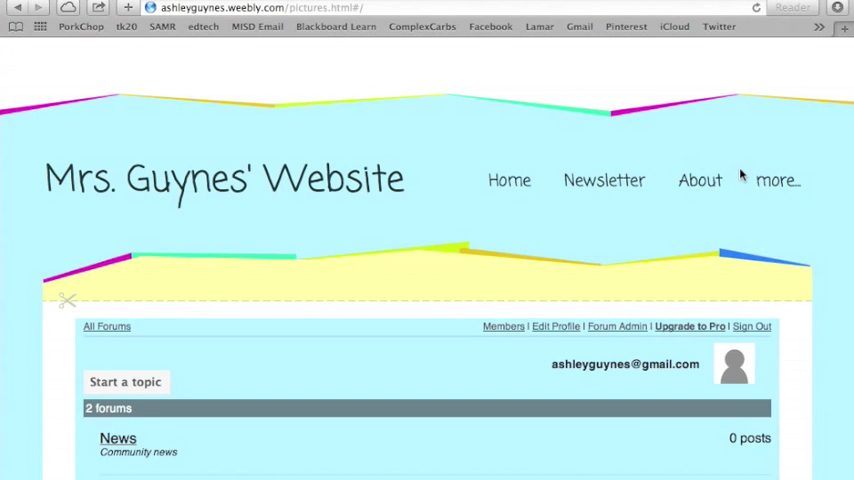 ashleyguynes.weebly.com/pictures.html#/
Reader
PorkChop tk20 SAMR edtech MISD Email Blackboard Learn ComplexCarbs Facebook Lamar Gmail Pinterest iCloud Twitter
Mrs. Guynes' Website
Home Newsletter About more...
All Forums
Members | Edit Profile | Forum Admin | Upgrade to Pro | Sign Out
ashleyguynes@gmail.com
Start a topic
2 forums
News
0 posts
Community news